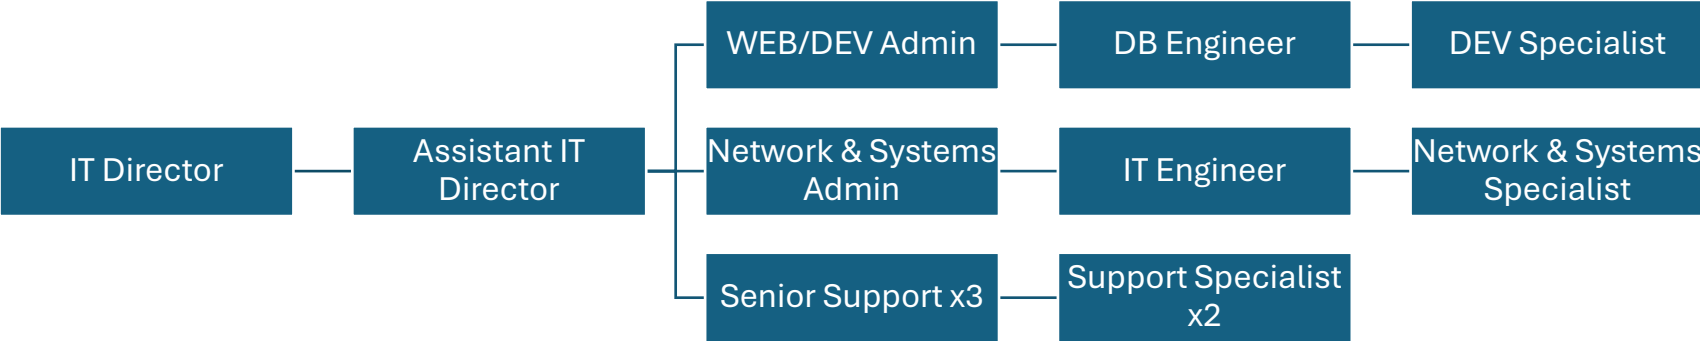 WEB/DEV Admin
DB Engineer
DEV Specialist
IT Director
Assistant IT
Director
Network & Systems
Admin
IT Engineer
Network & Systems
Specialist
Senior Support x3
Support Specialist
x2